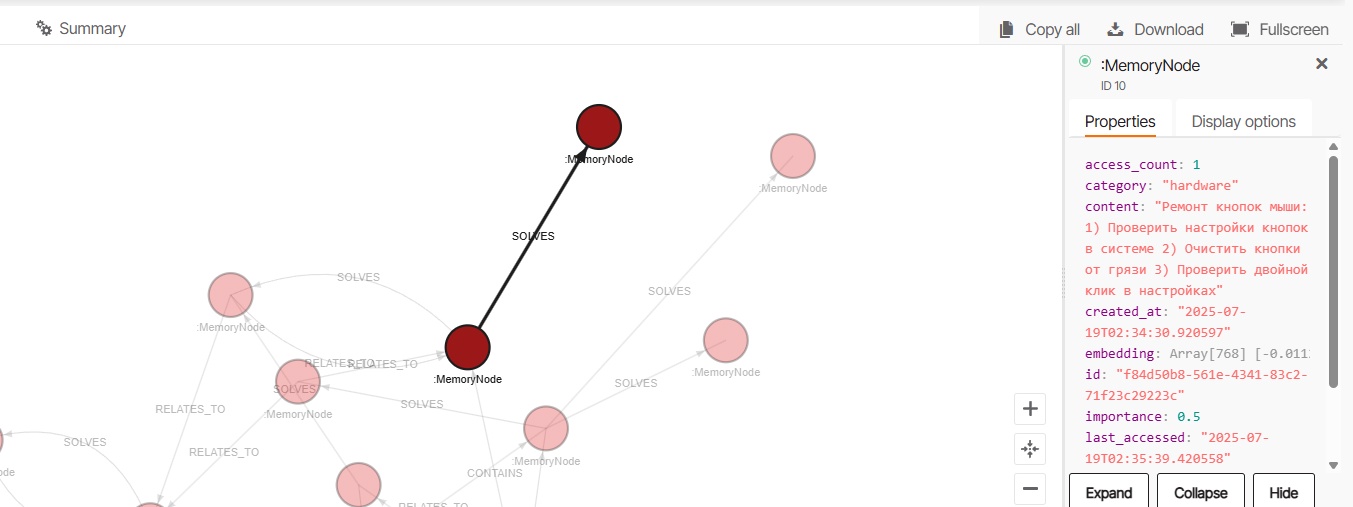 Summary
Copy all
Download
Fullscreen
:MemoryNode
ID 10
Properties
Display options
access_count: 1
category: "hardware"
content: "Ремонт кнопок мыши:
1) Проверить настройки кнопок
в системе 2) Очистить кнопки
от грязи 3) Проверить двойной
клик в настройках"
created_at: "2025-07-
19T02:34:30.920597"
embedding: Array[768] [-0.011
id: "f84d50b8-561e-4341-83c2-
71f23c29223c"
importance: 0.5
last_accessed: "2025-07-
19T02:35:39.420558"
Expand
Collapse
Hide
:MemoryNode
:MemoryNode
SOLVES
SOLVES
SOLVES
:MemoryNode
RELATES_TO
RELATES_TO
:MemoryNode
:MemoryNode
SOLVES
SOLVES
SOLVES
:MemoryNode
RELATES_TO
SOLVES
RELATES_TO
:MemoryNode
CONTAINS
ode
RELATES_TO